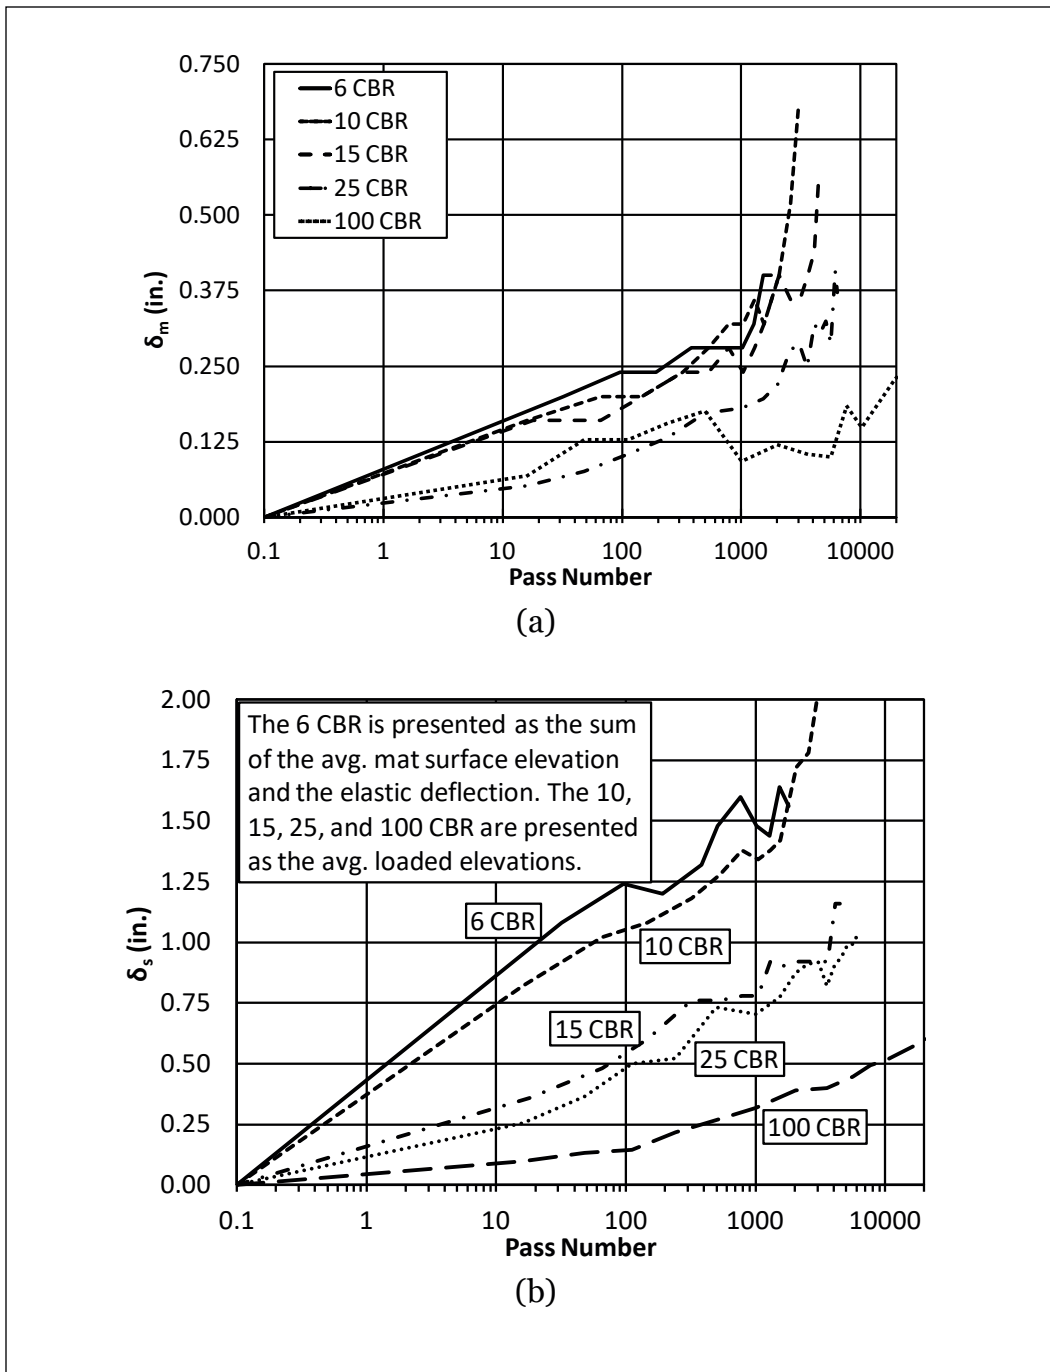 0.750
0.625
0.500
0.375
0.250
0.125
0.000
δm (in.)
6 CBR
10 CBR
15 CBR
25 CBR
100 CBR
0.1 1 10 100 1000 10000
Pass Number
(a)
2.00
1.75
1.50
1.25
1.00
0.75
0.50
0.25
0.00
δs (in.)
The 6 CBR is presented as the sum
of the avg. mat surface elevation
and the elastic deflection. The 10,
15, 25, and 100 CBR are presented
as the avg. loaded elevations.
6 CBR
10 CBR
15 CBR
25 CBR
100 CBR
0.1 1 10 100 1000 10000
Pass Number
(b)